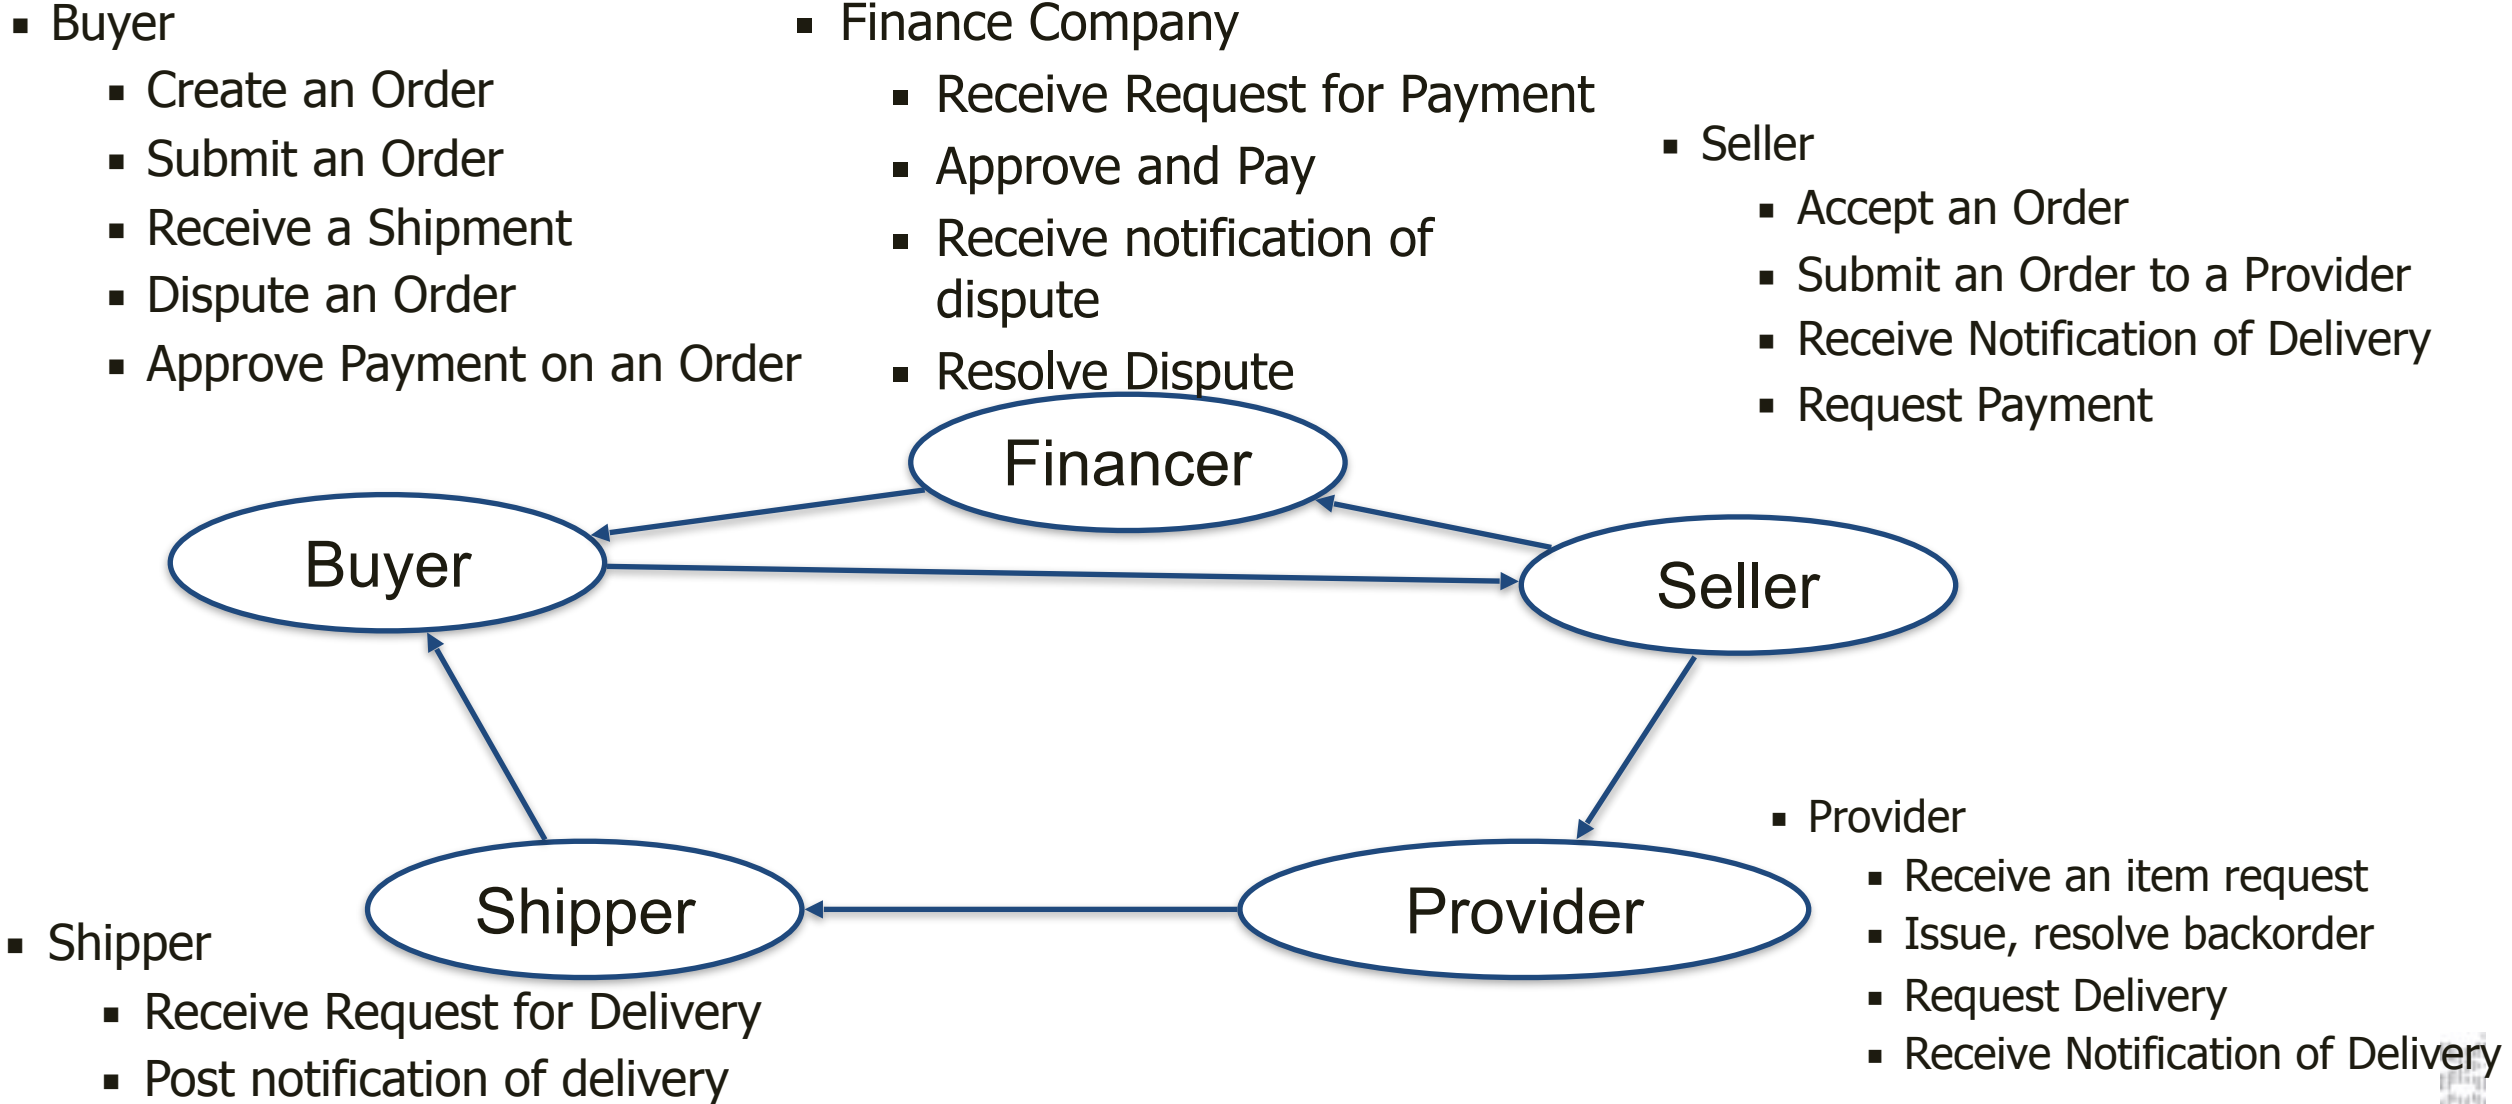 ▪ Buyer
▪ Create an Order
▪ Submit an Order
▪ Receive a Shipment
▪ Dispute an Order
▪ Approve Payment on an Order
▪ Finance Company
▪ Receive Request for Payment
▪ Approve and Pay
▪ Receive notification of
dispute
▪ Resolve Dispute
▪ Seller
▪ Accept an Order
▪ Submit an Order to a Provider
▪ Receive Notification of Delivery
▪ Request Payment
Financer
Buyer
Seller
Shipper
Provider
▪ Provider
▪ Receive an item request
▪ Issue, resolve backorder
▪ Request Delivery
▪ Receive Notification of Delivery
▪ Shipper
▪ Receive Request for Delivery
▪ Post notification of delivery